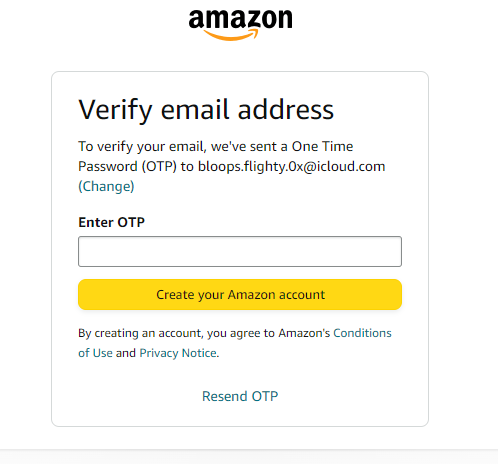 amazon
Verify email address
To verify your email, we've sent a One Time
Password (OTP) to bloops.flighty.0x@icloud.com
(Change)
Enter OTP
Create your Amazon account
By creating an account, you agree to Amazon's Conditions
of Use and Privacy Notice.
Resend OTP